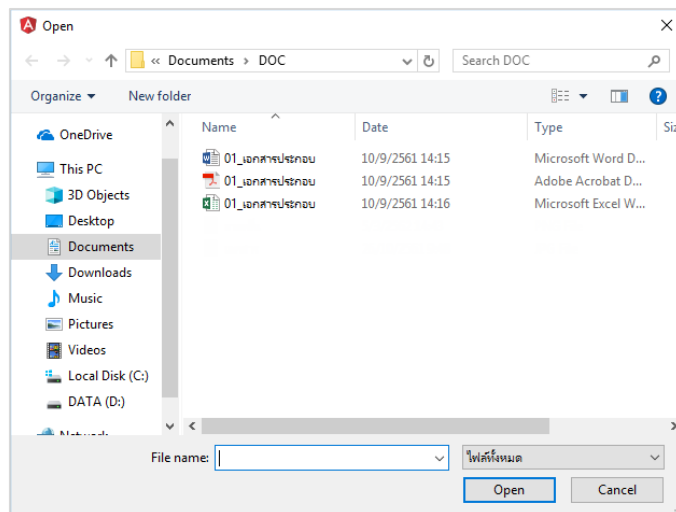 Open
« Documents › DOC
Search DOC
Organize
New folder
OneDrive
This PC
3D Objects
Desktop
Documents
Downloads
Music
Pictures
Videos
Local Disk (C:)
DATA (D:)
Network
Name Date Type Siz
01_เอกสารประกอบ 10/9/2561 14:15 Microsoft Word D...
01_เอกสารประกอบ 10/9/2561 14:15 Adobe Acrobat D...
01_เอกสารประกอบ 10/9/2561 14:16 Microsoft Excel W...
File name:
ไฟล์ทั้งหมด
Open Cancel